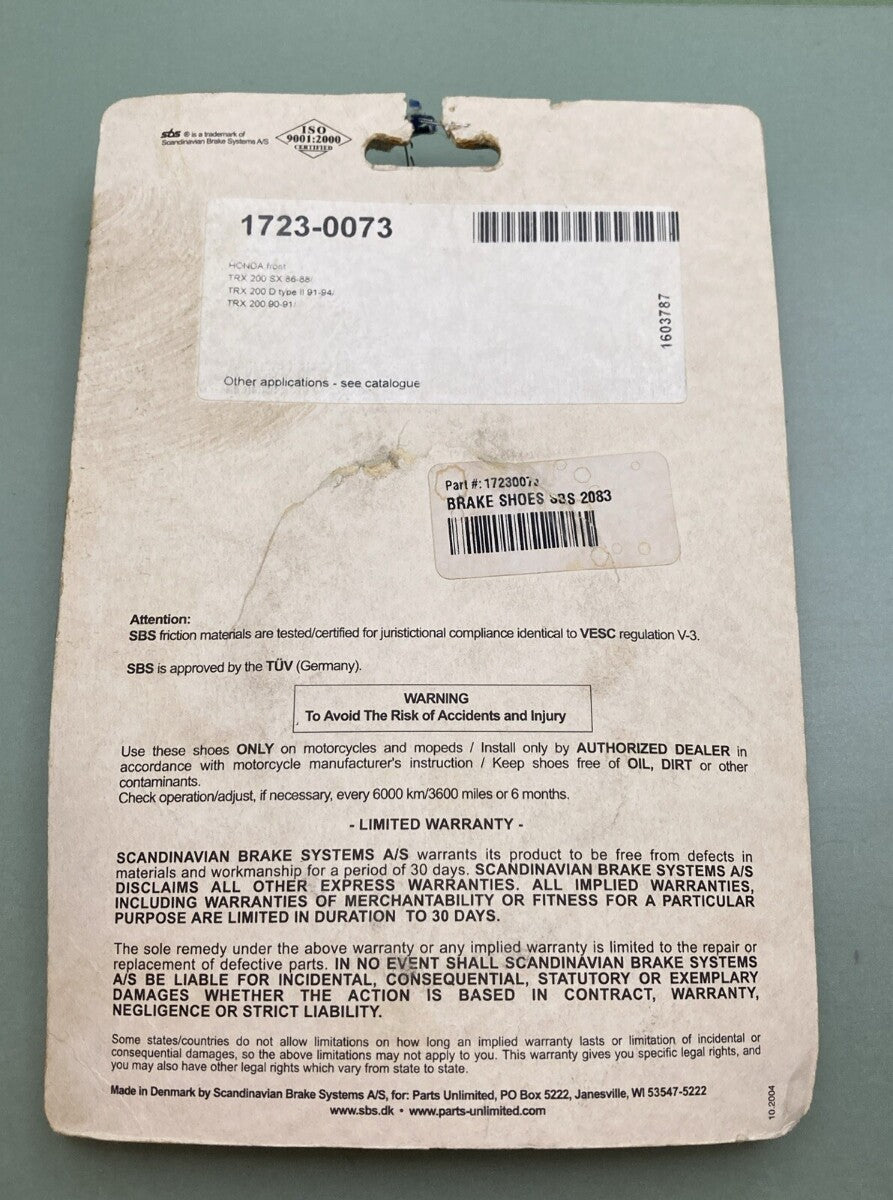 sbs ® is a trademark of
Scandinavian Brake Systems A/S
ISO
9001:2000
CERTIFIED
1723-0073
HONDA front
TRX 200 SX 86-88/
TRX 200 D type II 91-94/
TRX 200 90-91/
1603787
Other applications - see catalogue
Part #: 1723007
BRAKE SHOES SBS 2083
Attention:
SBS friction materials are tested/certified for juristictional compliance identical to VESC regulation V-3.
SBS is approved by the TÜV (Germany).
WARNING
To Avoid The Risk of Accidents and Injury
Use these shoes ONLY on motorcycles and mopeds / Install only by AUTHORIZED DEALER in
accordance with motorcycle manufacturer's instruction / Keep shoes free of OIL, DIRT or other
contaminants.
Check operation/adjust, if necessary, every 6000 km/3600 miles or 6 months.
- LIMITED WARRANTY -
SCANDINAVIAN BRAKE SYSTEMS A/S warrants its product to be free from defects in
materials and workmanship for a period of 30 days. SCANDINAVIAN BRAKE SYSTEMS A/S
DISCLAIMS ALL OTHER EXPRESS WARRANTIES. ALL IMPLIED WARRANTIES,
INCLUDING WARRANTIES OF MERCHANTABILITY OR FITNESS FOR A PARTICULAR
PURPOSE ARE LIMITED IN DURATION TO 30 DAYS.
The sole remedy under the above warranty or any implied warranty is limited to the repair or
replacement of defective parts. IN NO EVENT SHALL SCANDINAVIAN BRAKE SYSTEMS
A/S BE LIABLE FOR INCIDENTAL, CONSEQUENTIAL, STATUTORY OR EXEMPLARY
DAMAGES WHETHER THE ACTION IS BASED IN CONTRACT, WARRANTY,
NEGLIGENCE OR STRICT LIABILITY.
Some states/countries do not allow limitations on how long an implied warranty lasts or limitation of incidental or
consequential damages, so the above limitations may not apply to you. This warranty gives you specific legal rights, and
you may also have other legal rights which vary from state to state.
Made in Denmark by Scandinavian Brake Systems A/S, for: Parts Unlimited, PO Box 5222, Janesville, WI 53547-5222
www.sbs.dk • www.parts-unlimited.com
10.2004